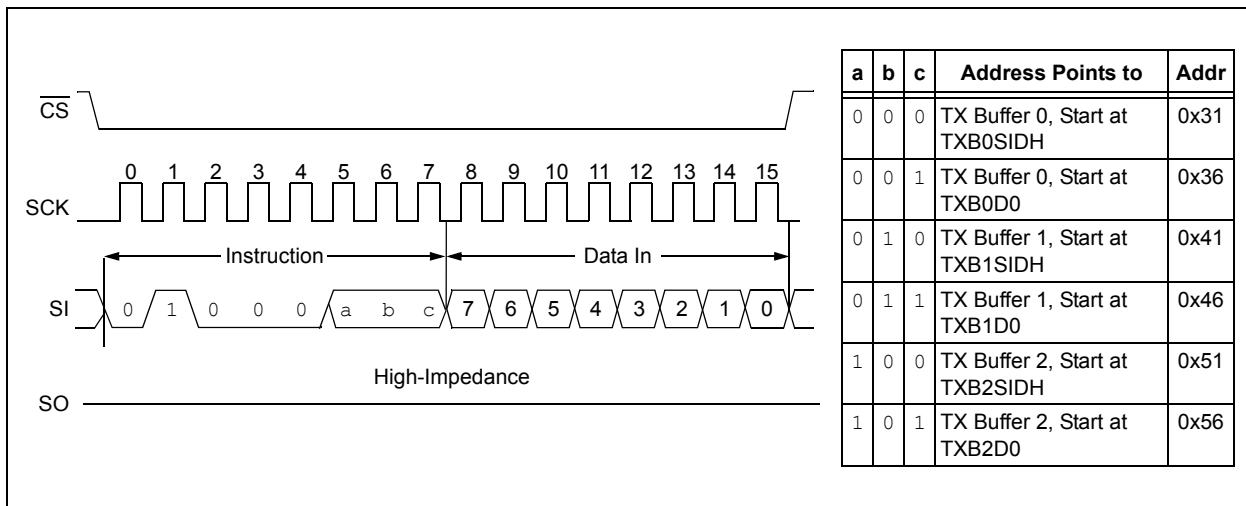 CS
0 1 2 3 4 5 6 7 8 9 10 11 12 13 14 15
SCK
Instruction Data In
SI 0 1 0 0 0 a b c 7 6 5 4 3 2 1 0
High-Impedance
SO
a b c Address Points to Addr
0 0 0 TX Buffer 0, Start at 0x31
TXB0SIDH
0 0 1 TX Buffer 0, Start at 0x36
TXB0D0
0 1 0 TX Buffer 1, Start at 0x41
TXB1SIDH
0 1 1 TX Buffer 1, Start at 0x46
TXB1D0
1 0 0 TX Buffer 2, Start at 0x51
TXB2SIDH
1 0 1 TX Buffer 2, Start at 0x56
TXB2D0